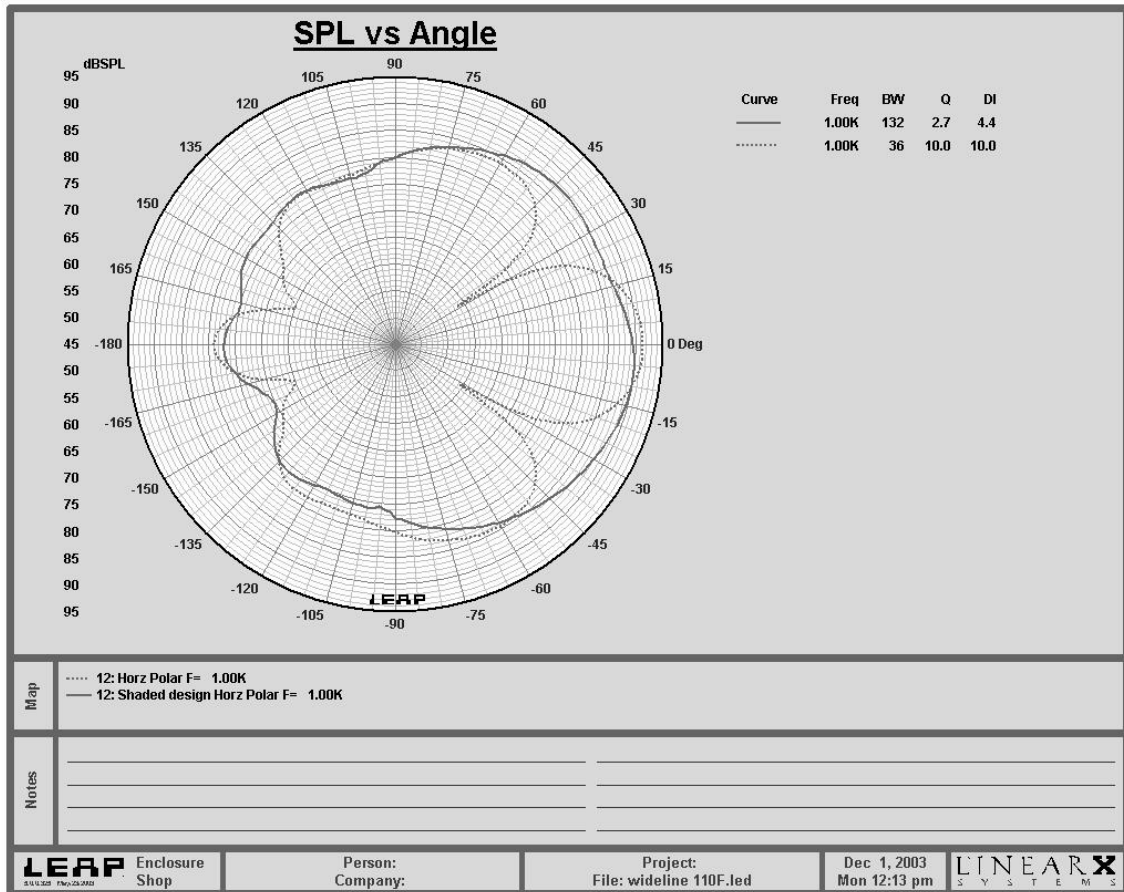 SPL vs Angle
dBSPL
95
90
85
80
75
70
65
60
55
50
45
50
55
60
65
70
75
80
85
90
95
90
75
60
45
30
15
0 Deg
-15
-30
-45
-60
-75
-90
-105
-120
-135
-150
-165
-180
165
150
135
120
105
LEAP
Curve Freq BW Q DI
1.00K 132 2.7 4.4
1.00K 36 10.0 10.0
Map
12: Horz Polar F= 1.00K
12: Shaded design Horz Polar F= 1.00K
Notes
LEAP
Enclosure
Shop
Person:
Company:
Project:
File: wideline 110F.led
Dec 1, 2003
Mon 12:13 pm
LINEARX
SYSTEMS